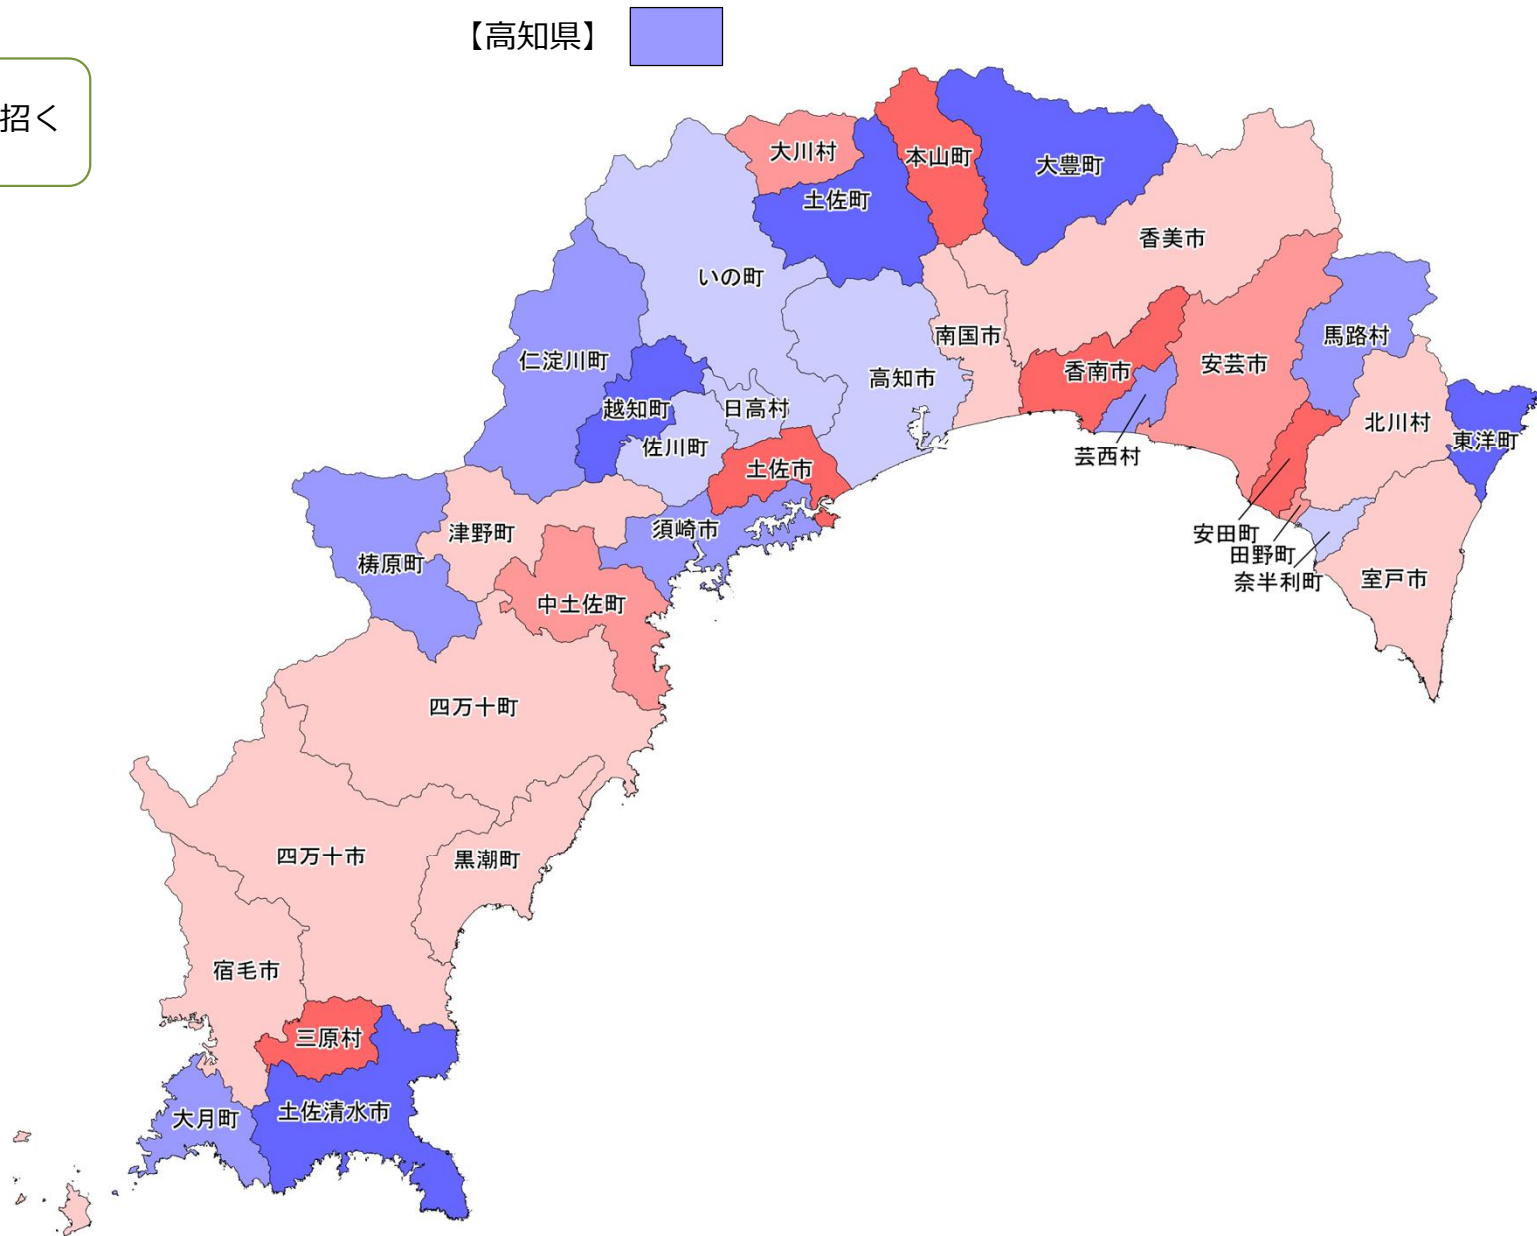 【高知県】
招く
大川村
本山町
大豊町
土佐町
香美市
いの町
南国市
馬路村
仁淀川町
香南市
安芸市
高知市
越知町
日高村
北川村
佐川町
東洋町
芸西村
土佐市
須崎市
津野町
安田町
田野町
梼原町
奈半利町
室戸市
中土佐町
四万十町
四万十市
黒潮町
宿毛市
三原村
大月町
土佐清水市